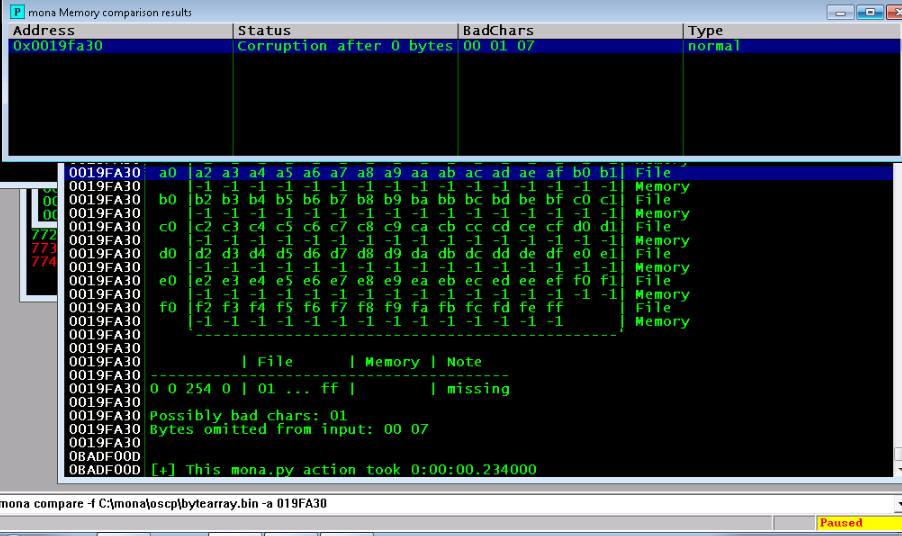 mona Memory comparison results
Address Status BadChars Type
0x0019fa30 Corruption after 0 bytes 00 01 07 normal
0019FA30 a0 |a2 a3 a4 a5 a6 a7 a8 a9 aa ab ac ad ae af b0 b1| File
0019FA30 |-1 -1 -1 -1 -1 -1 -1 -1 -1 -1 -1 -1 -1 -1 -1 -1| Memory
0019FA30 b0 |b2 b3 b4 b5 b6 b7 b8 b9 ba bb bc bd be bf c0 c1| File
0019FA30 |-1 -1 -1 -1 -1 -1 -1 -1 -1 -1 -1 -1 -1 -1 -1 -1| Memory
0019FA30 c0 |c2 c3 c4 c5 c6 c7 c8 c9 ca cb cc cd ce cf d0 d1| File
0019FA30 |-1 -1 -1 -1 -1 -1 -1 -1 -1 -1 -1 -1 -1 -1 -1 -1| Memory
0019FA30 d0 |d2 d3 d4 d5 d6 d7 d8 d9 da db dc dd de df e0 e1| File
0019FA30 |-1 -1 -1 -1 -1 -1 -1 -1 -1 -1 -1 -1 -1 -1 -1 -1| Memory
0019FA30 e0 |e2 e3 e4 e5 e6 e7 e8 e9 ea eb ec ed ee ef f0 f1| File
0019FA30 |-1 -1 -1 -1 -1 -1 -1 -1 -1 -1 -1 -1 -1 -1 -1 -1| Memory
0019FA30 f0 |f2 f3 f4 f5 f6 f7 f8 f9 fa fb fc fd fe ff | File
0019FA30 |-1 -1 -1 -1 -1 -1 -1 -1 -1 -1 -1 -1 -1 -1 | Memory
0019FA30 `-----------------------------------------------'
0019FA30
0019FA30 | File | Memory | Note
0019FA30 ------------------------------------------
0019FA30 0 0 254 0 | 01 ... ff | | missing
0019FA30
0019FA30 Possibly bad chars: 01
0019FA30 Bytes omitted from input: 00 07
0019FA30
0BADF00D
0BADF00D [+] This mona.py action took 0:00:00.234000
772
773
774
mona compare -f C:\mona\oscp\bytearray.bin -a 019FA30
Paused